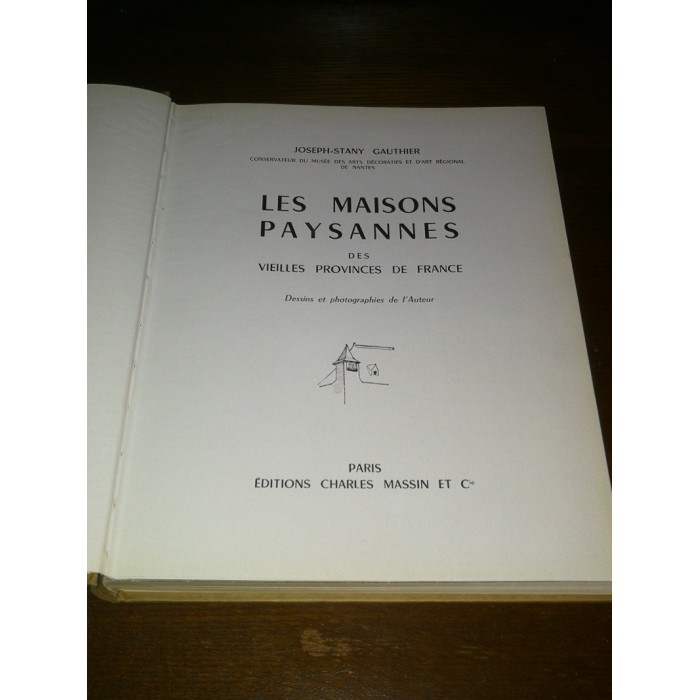 JOSEPH-STANY GAUTHIER
CONSERVATEUR DU MUSÉE DES ARTS DÉCORATIFS ET D'ART RÉGIONAL
DE NANTES
LES MAISONS
PAYSANNES
DES
VIEILLES PROVINCES DE FRANCE
Dessins et photographies de l'Auteur
PARIS
ÉDITIONS CHARLES MASSIN ET Cie